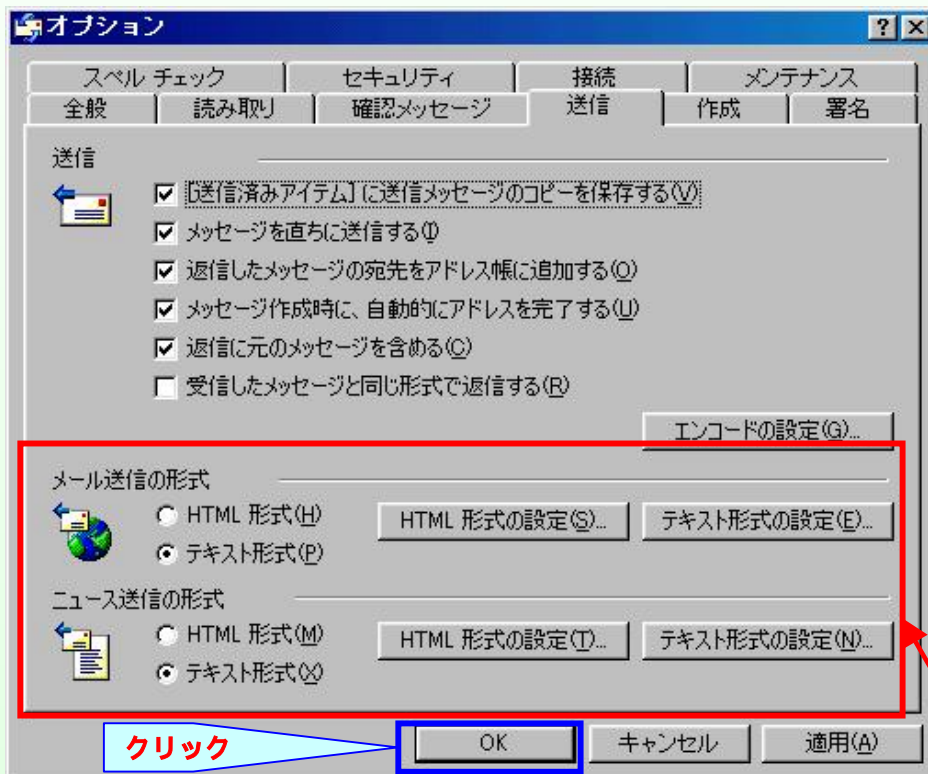 オプション
スペル チェック セキュリティ 接続 メンテナンス
全般 読み取り 確認メッセージ 送信 作成 署名
送信
[送信済みアイテム] に送信メッセージのコピーを保存する(V)
メッセージを直ちに送信する(I)
返信したメッセージの宛先をアドレス帳に追加する(O)
メッセージ作成時に、自動的にアドレスを完了する(U)
返信に元のメッセージを含める(C)
受信したメッセージと同じ形式で返信する(R)
エンコードの設定(G)...
メール送信の形式
HTML 形式(H) HTML 形式の設定(S)... テキスト形式の設定(E)...
テキスト形式(P)
ニュース送信の形式
HTML 形式(M) HTML 形式の設定(T)... テキスト形式の設定(N)...
テキスト形式(X)
クリック OK キャンセル 適用(A)